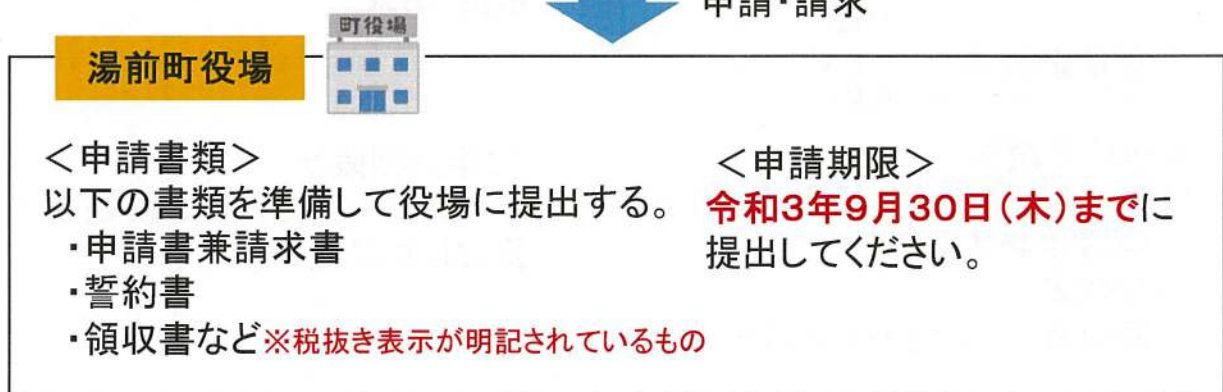 申請・請求
町役場
湯前町役場
＜申請書類＞
以下の書類を準備して役場に提出する。
・申請書兼請求書
・誓約書
・領収書など※税抜き表示が明記されているもの
＜申請期限＞
令和3年9月30日(木)までに
提出してください。